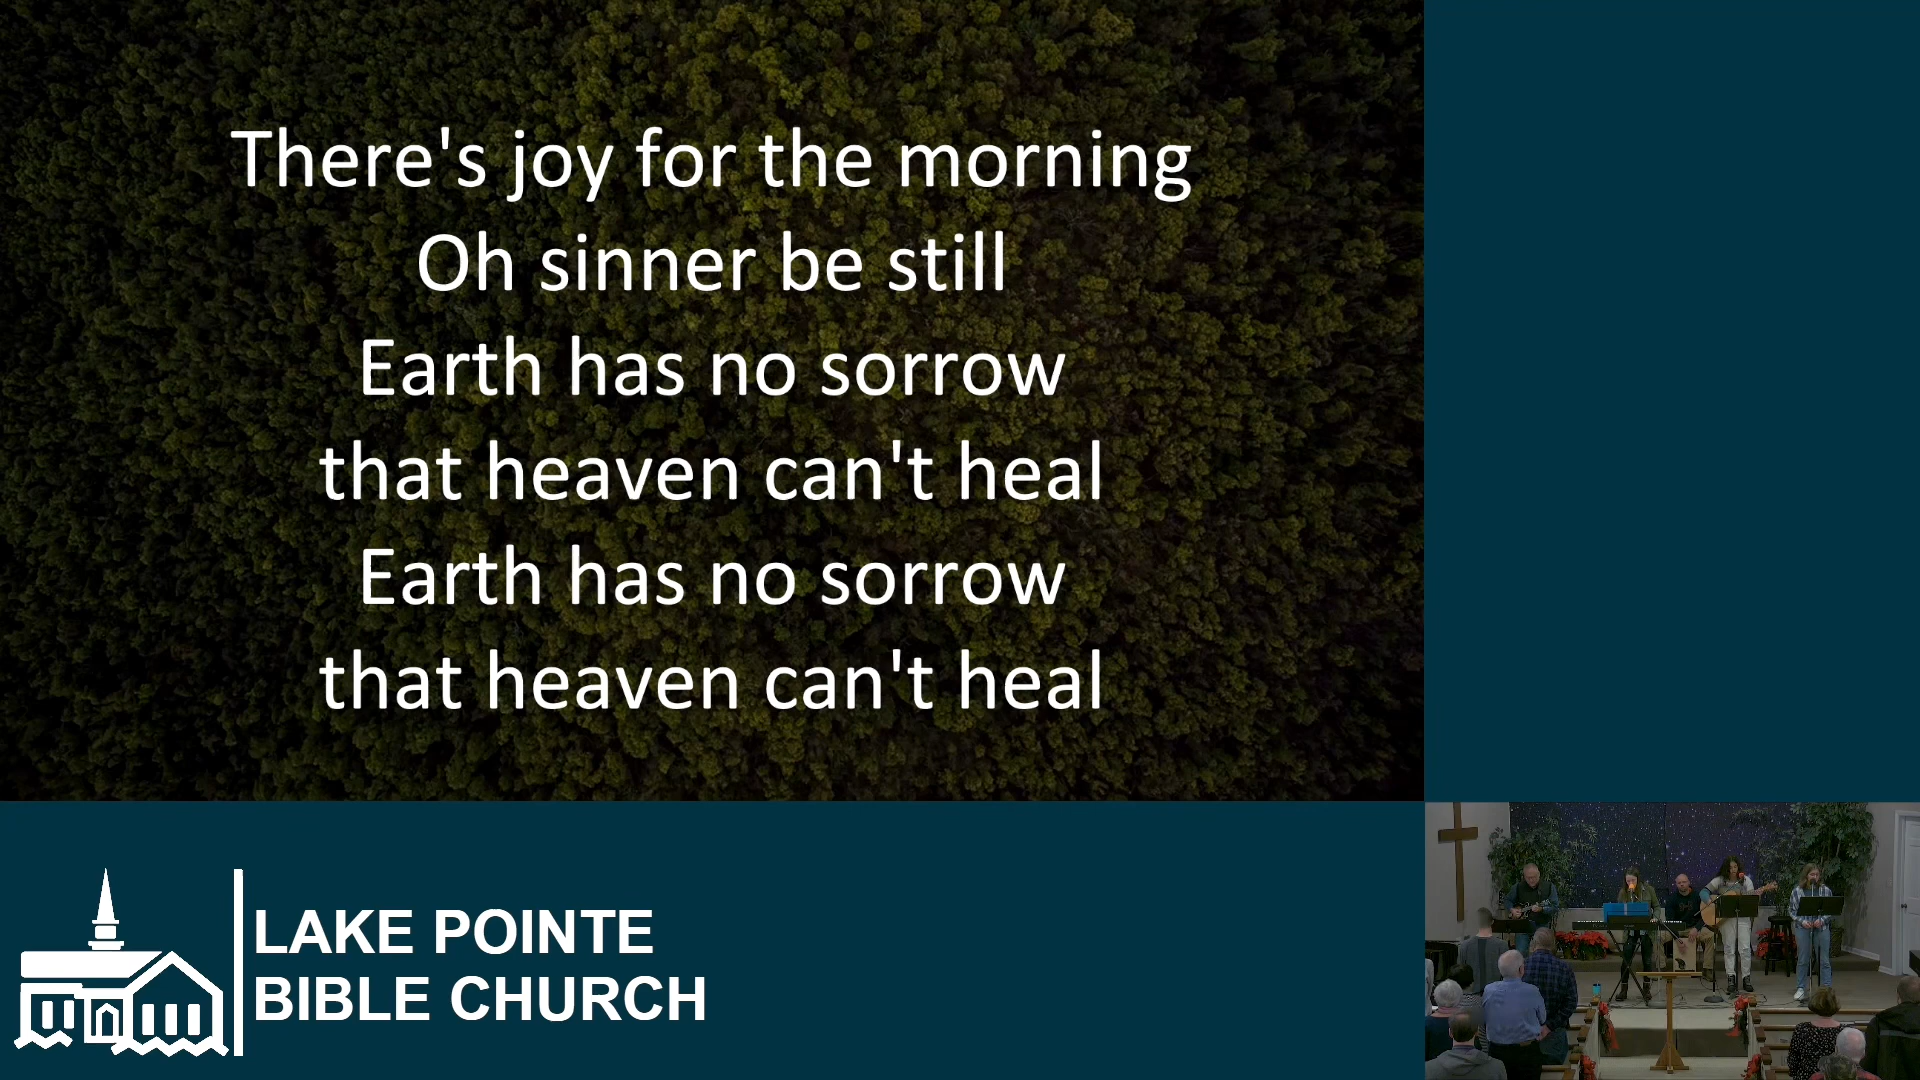 There's joy for the morning
Oh sinner be still
Earth has no sorrow
that heaven can't heal
Earth has no sorrow
that heaven can't heal
LAKE POINTE
BIBLE CHURCH